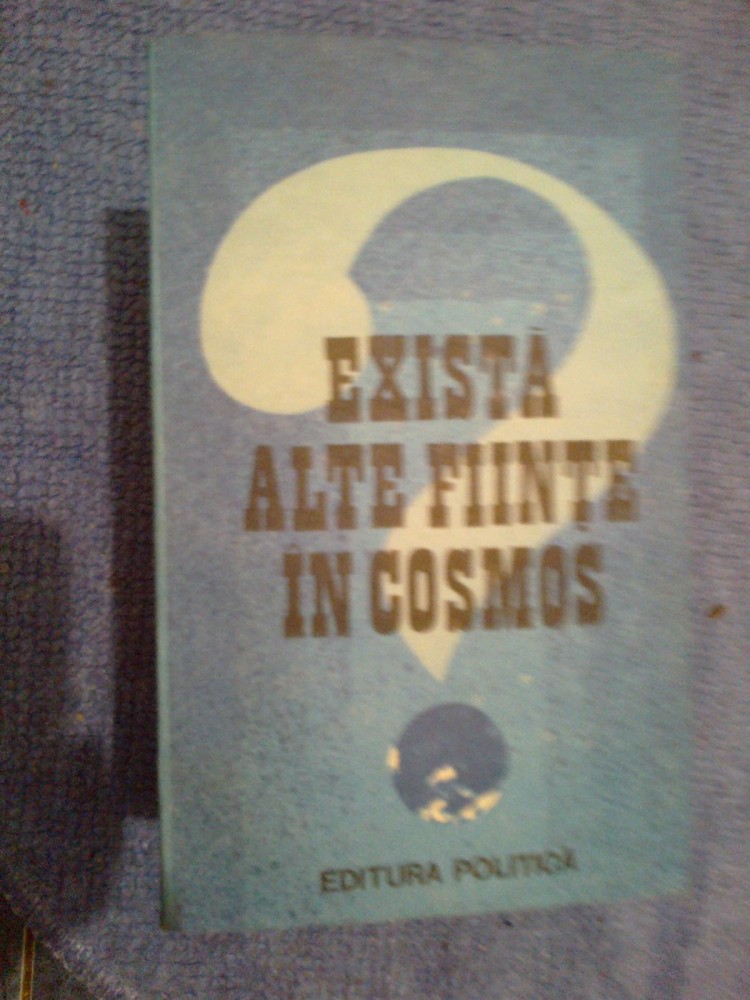 EXISTĂ
ALTE FIINȚE
ÎN COSMOS
?
EDITURA POLITICĂ